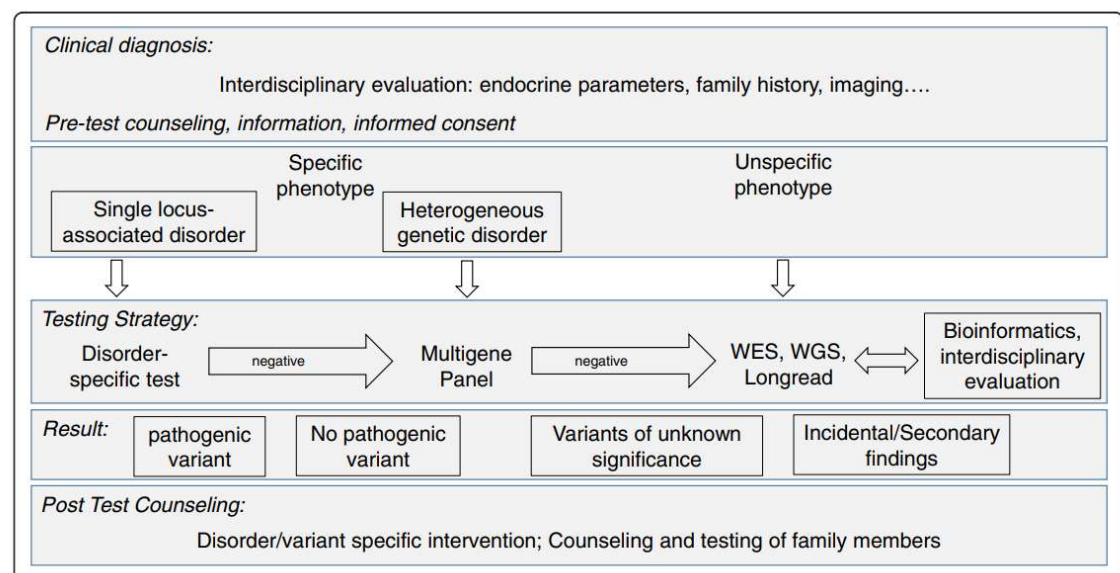 Clinical diagnosis:
Interdisciplinary evaluation: endocrine parameters, family history, imaging....
Pre-test counseling, information, informed consent
Specific
phenotype
Unspecific
phenotype
Single locus-
associated disorder
Heterogeneous
genetic disorder
Testing Strategy:
Disorder-
specific test
negative
Multigene
Panel
negative
WES, WGS,
Longread
Bioinformatics,
interdisciplinary
evaluation
Result:
pathogenic
variant
No pathogenic
variant
Variants of unknown
significance
Incidental/Secondary
findings
Post Test Counseling:
Disorder/variant specific intervention; Counseling and testing of family members